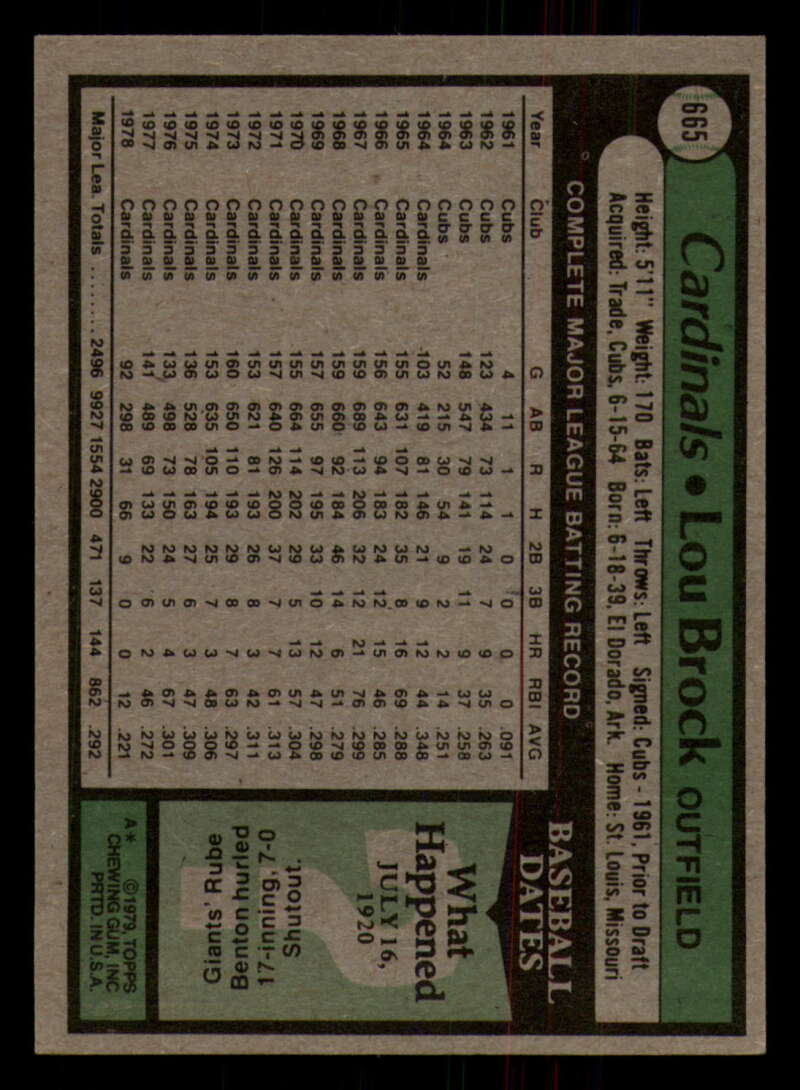 665
Cardinals • Lou Brock OUTFIELD
Height: 5'11" Weight: 170 Bats: Left Throws: Left Signed: Cubs - 1961, Prior to Draft
Acquired: Trade, Cubs, 6-15-64 Born: 6-18-39, El Dorado, Ark. Home: St. Louis, Missouri
COMPLETE MAJOR LEAGUE BATTING RECORD
Year Club G AB R H 2B 3B HR RBI AVG
1961 Cubs 4 11 1 1 0 0 0 0 .091
1962 Cubs 123 434 73 114 24 7 9 35 .263
1963 Cubs 148 547 79 141 19 11 9 37 .258
1964 Cubs 52 215 30 54 9 2 2 14 .251
1964 Cardinals 103 419 81 146 21 9 12 44 .348
1965 Cardinals 155 631 107 182 35 8 16 69 .288
1966 Cardinals 156 643 94 183 24 12 15 46 .285
1967 Cardinals 159 689 113 206 32 12 21 76 .299
1968 Cardinals 159 660 92 184 46 14 6 51 .279
1969 Cardinals 157 655 97 195 33 10 12 47 .298
1970 Cardinals 155 664 114 202 29 5 13 57 .304
1971 Cardinals 157 640 126 200 37 7 7 61 .313
1972 Cardinals 153 621 81 193 26 8 3 42 .311
1973 Cardinals 160 650 110 193 29 8 7 63 .297
1974 Cardinals 153 635 105 194 25 7 3 48 .306
1975 Cardinals 136 528 78 163 27 6 3 47 .309
1976 Cardinals 133 498 73 150 24 5 4 67 .301
1977 Cardinals 141 489 69 133 22 6 2 46 .272
1978 Cardinals 92 298 31 66 9 0 0 12 .221
Major Lea. Totals ........ 2496 9927 1554 2900 471 137 144 862 .292
BASEBALL
DATES
What
Happened
JULY 16,
1920
?
Giants' Rube
Benton hurled
17-inning, 7-0
Shutout.
A* ©1979, TOPPS
CHEWING GUM, INC
PRTD. IN U.S.A.